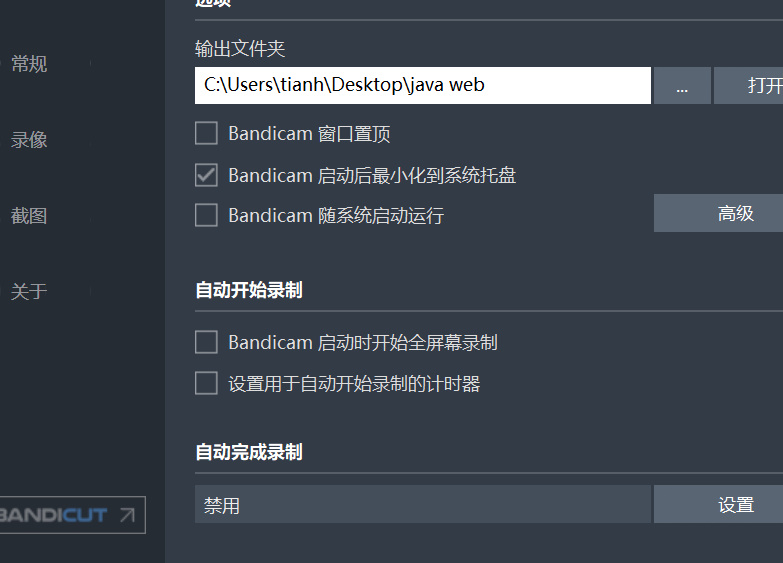 选项
常规
录像
截图
关于
BANDICUT
输出文件夹
C:\Users\tianh\Desktop\java web
...
打开
Bandicam 窗口置顶
Bandicam 启动后最小化到系统托盘
Bandicam 随系统启动运行
高级
自动开始录制
Bandicam 启动时开始全屏幕录制
设置用于自动开始录制的计时器
自动完成录制
禁用
设置